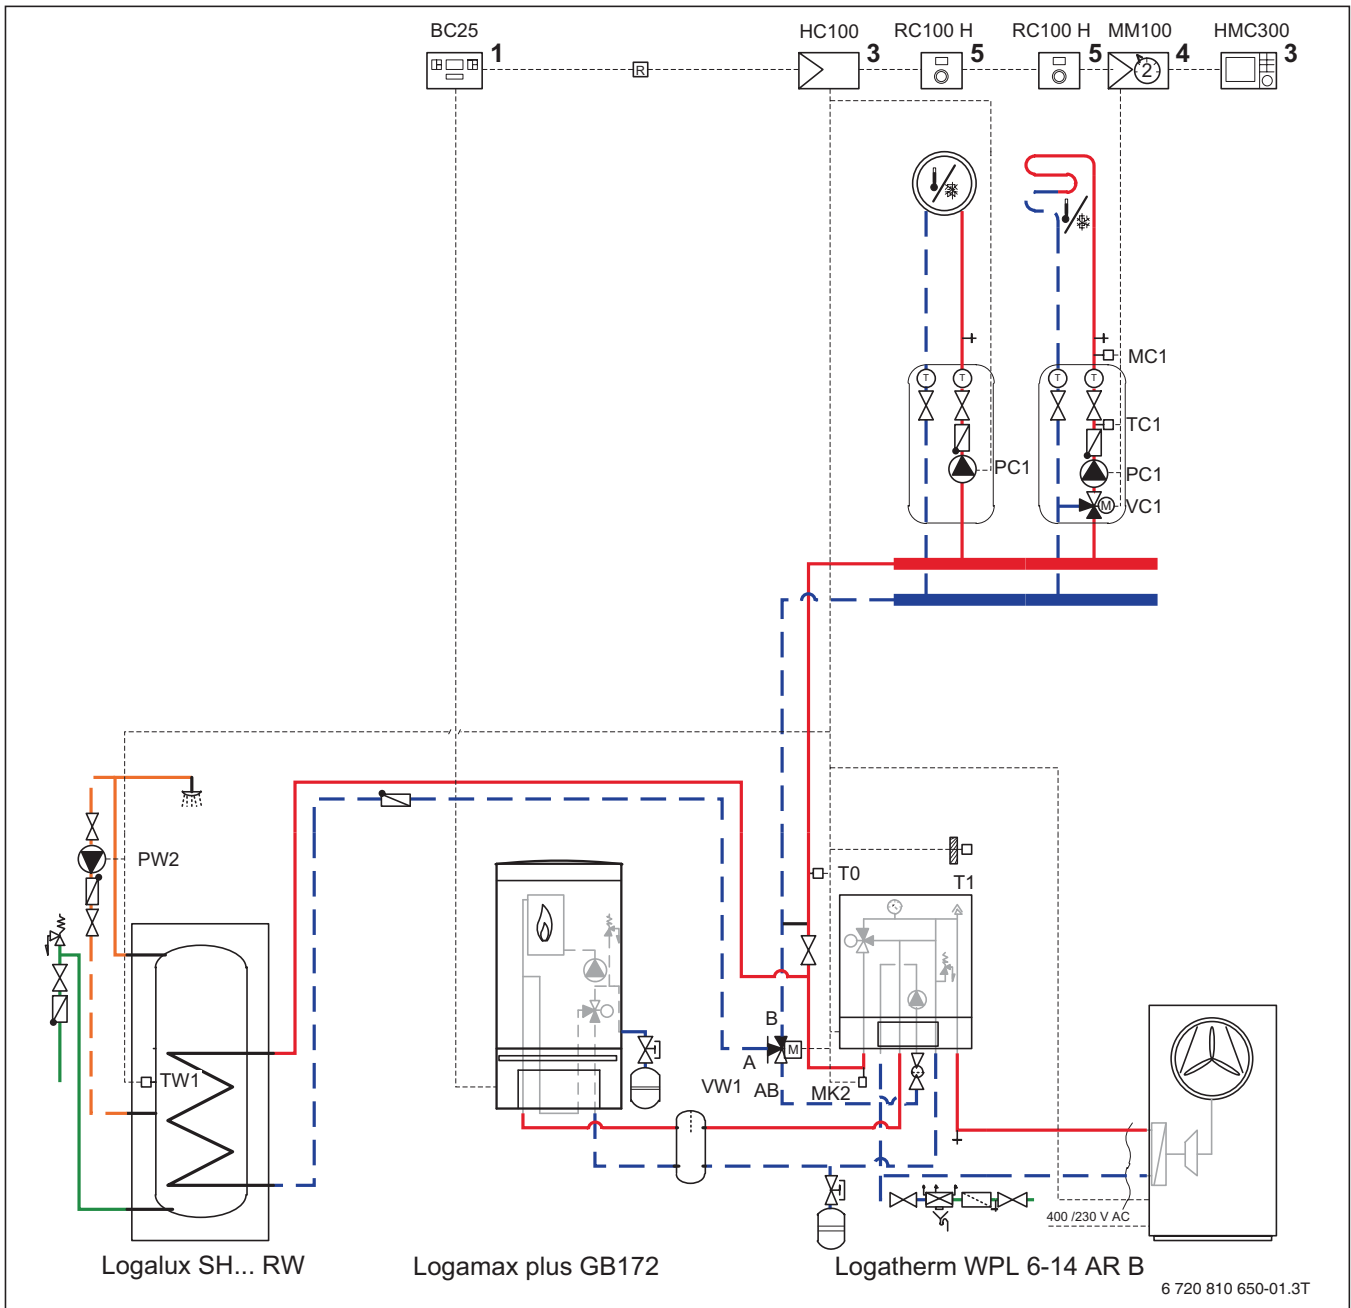 BC25 HC100 RC100 H RC100 H MM100 HMC300
1 3 5 5 4 3
R
2
MC1
T T T T
TC1
PC1 PC1
M VC1
PW2
T0 T1
B
M
A
TW1 VW1 AB MK2
400 /230 V AC
Logalux SH... RW Logamax plus GB172 Logatherm WPL 6-14 AR B
6 720 810 650-01.3T